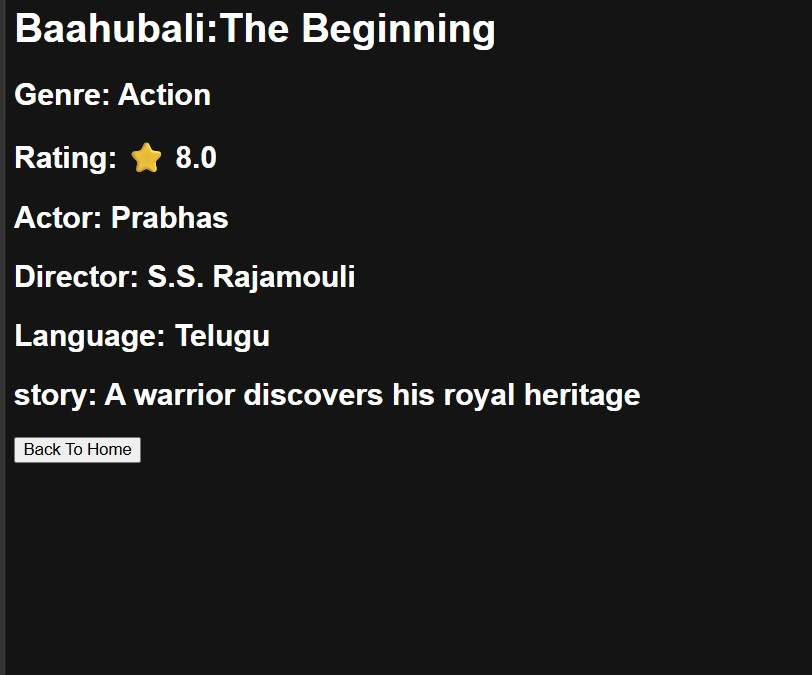 Baahubali:The Beginning
Genre: Action
Rating: ⭐ 8.0
Actor: Prabhas
Director: S.S. Rajamouli
Language: Telugu
story: A warrior discovers his royal heritage
Back To Home